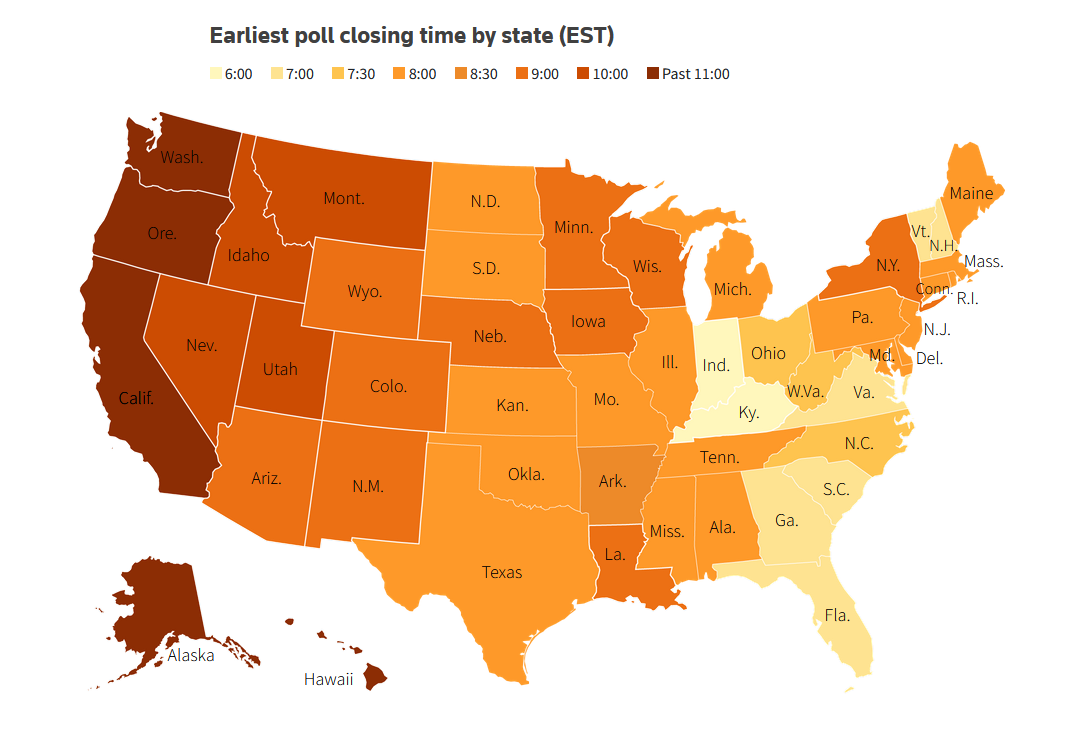 Earliest poll closing time by state (EST)
6:00 7:00 7:30 8:00 8:30 9:00 10:00 Past 11:00
Wash.
Mont.
N.D.
Maine
Ore.
Minn.
Vt.
Idaho
N.H.
S.D.
Wis.
N.Y.
Mass.
Wyo.
Mich.
Conn.
R.I.
Iowa
Pa.
Neb.
N.J.
Nev.
Ohio
Md.
Del.
Utah
Ill.
Ind.
Colo.
W.Va.
Va.
Calif.
Kan.
Mo.
Ky.
N.C.
Tenn.
Ariz.
N.M.
Okla.
Ark.
S.C.
Miss.
Ala.
Ga.
La.
Texas
Fla.
Alaska
Hawaii